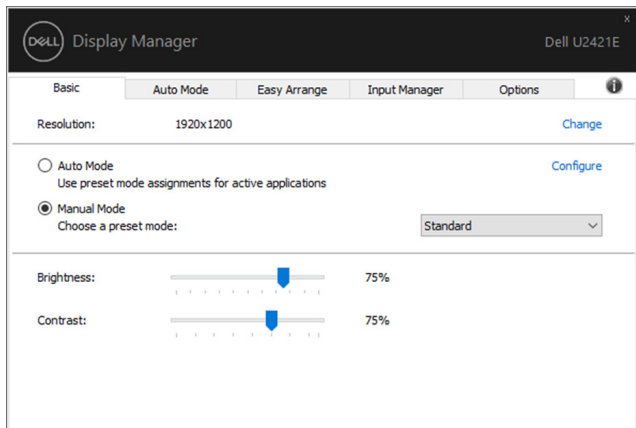 x
DELL Display Manager
Dell U2421E
Basic Auto Mode Easy Arrange Input Manager Options i
Resolution: 1920x1200 Change
Auto Mode Configure
Use preset mode assignments for active applications
Manual Mode
Choose a preset mode: Standard
Brightness: 75%
Contrast: 75%